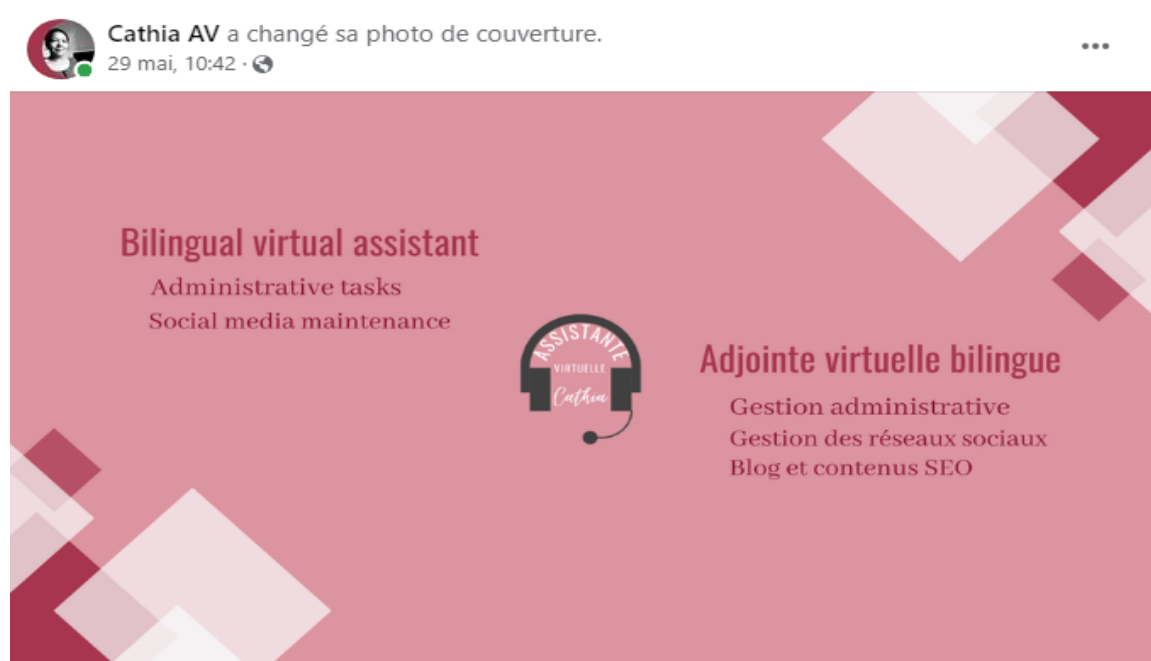 Cathia AV a changé sa photo de couverture.
29 mai, 10:42 ·
Bilingual virtual assistant
Administrative tasks
Social media maintenance
ASSISTANTE
VIRTUELLE
Cathia
Adjointe virtuelle bilingue
Gestion administrative
Gestion des réseaux sociaux
Blog et contenus SEO